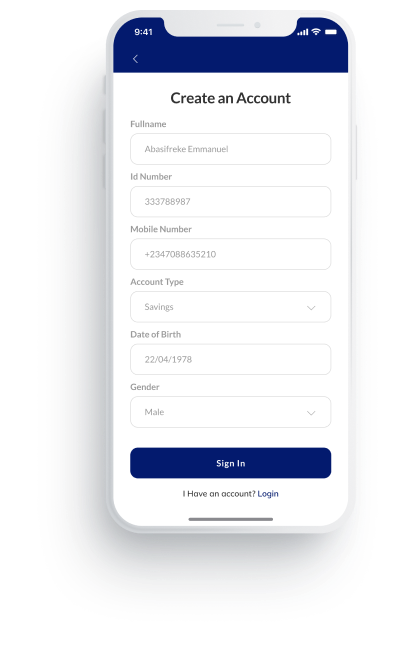 9:41
Create an Account
Fullname
Abasifreke Emmanuel
Id Number
333788987
Mobile Number
+2347088635210
Account Type
Savings
Date of Birth
22/04/1978
Gender
Male
Sign In
I Have an account? Login